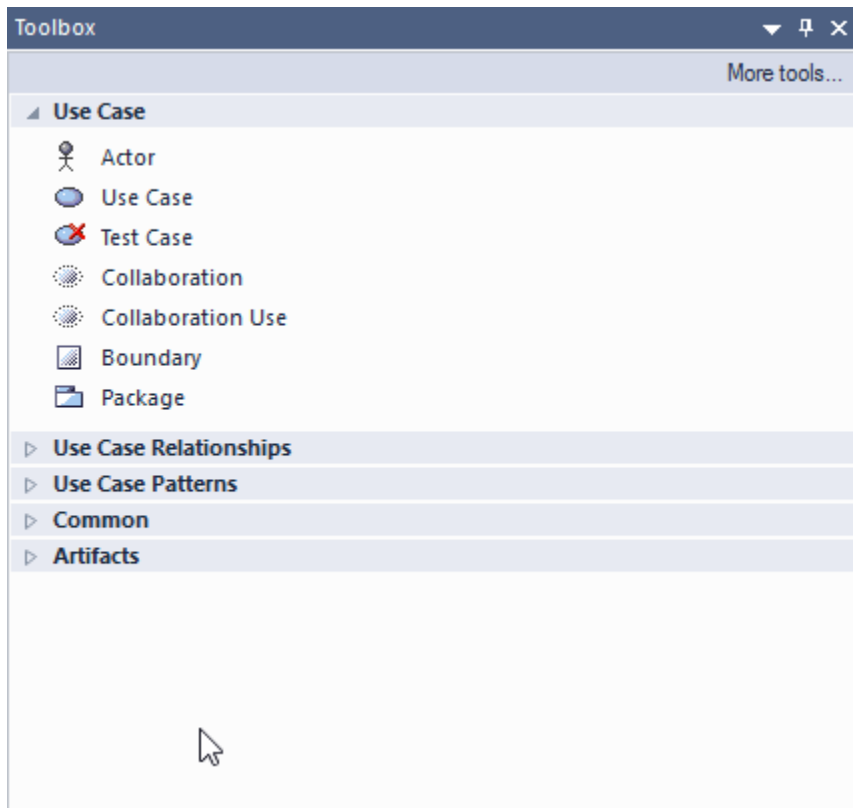 Toolbox
More tools...
Use Case
Actor
Use Case
Test Case
Collaboration
Collaboration Use
Boundary
Package
Use Case Relationships
Use Case Patterns
Common
Artifacts